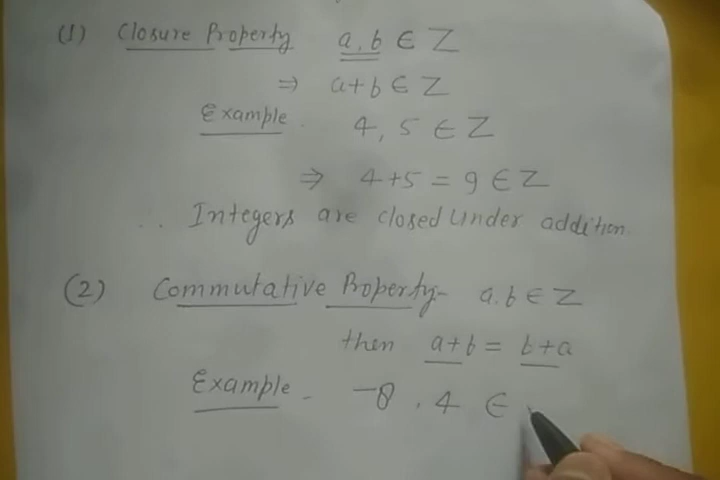 (1) Closure Property a, b ∈ Z
⇒ a+b ∈ Z
Example. 4, 5 ∈ Z
⇒ 4+5 = 9 ∈ Z
∴ Integers are closed under addition
(2) Commutative Property- a, b ∈ Z
then a+b = b+a
Example - -8, 4 ∈